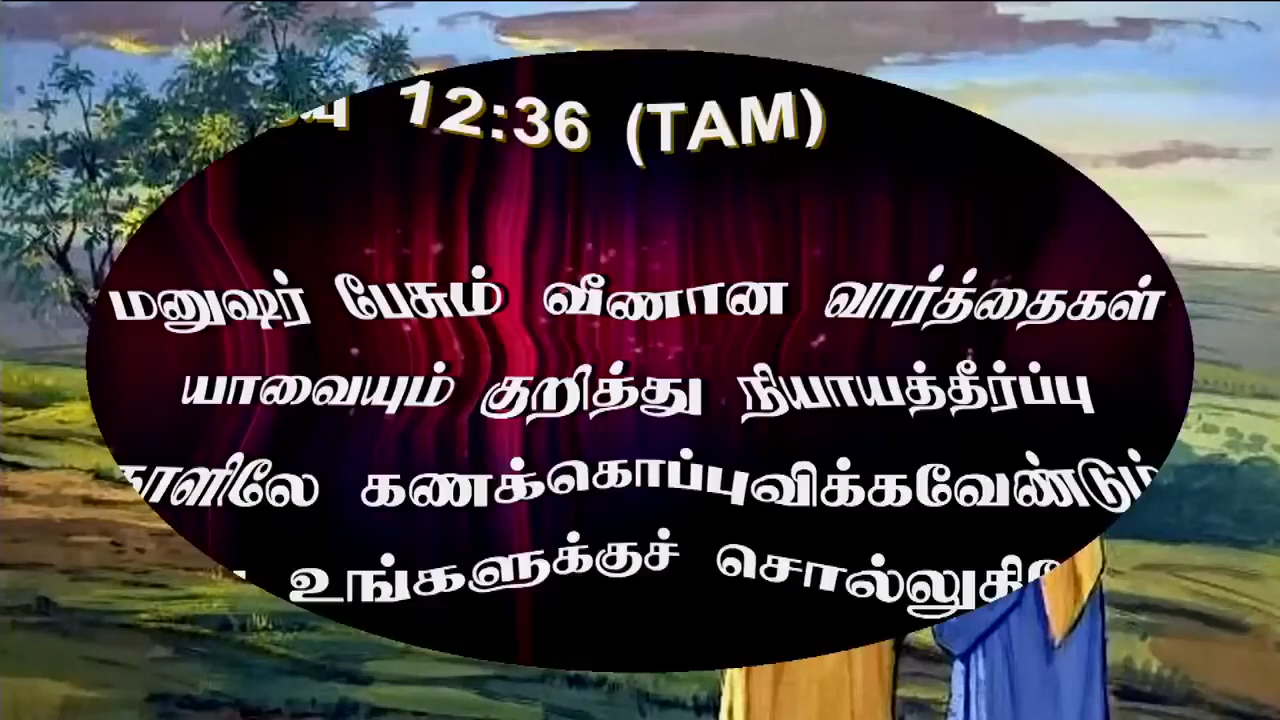 12:36 (TAM)
மனுஷர் பேசும் வீணான வார்த்தைகள்
யாவையும் குறித்து நியாயத்தீர்ப்பு
கணக்கொப்புவிக்கவேண்டும்
உங்களுக்குச்